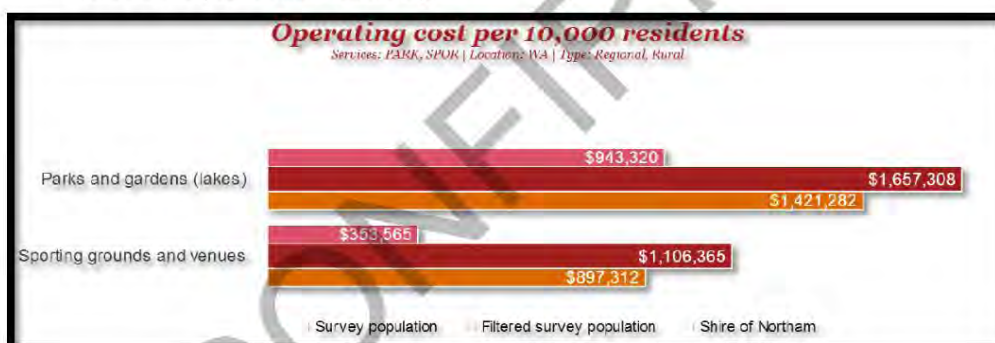 Operating cost per 10,000 residents
Services: PARK, SPOR | Location: WA | Type: Regional, Rural
$943,320
Parks and gardens (lakes)
$1,657,308
$1,421,282
$353,565
Sporting grounds and venues
$1,106,365
$897,312
Survey population Filtered survey population Shire of Northam